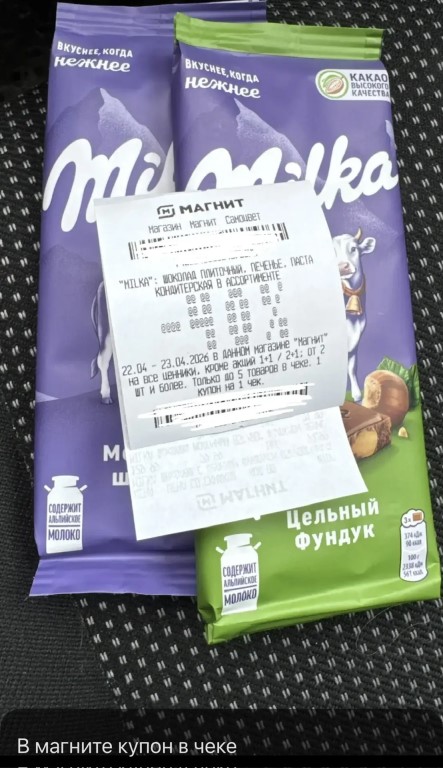 ВКУСНЕЕ, КОГДА
нежнее
ВКУСНЕЕ, КОГДА
нежнее
КАКАО
ВЫСОКОГО
КАЧЕСТВА
Milka
МАГНИТ
Магазин Магнит Самоцвет
"MILKA": ШОКОЛАД ПЛИТОЧНЫЙ, ПЕЧЕНЬЕ, ПАСТА
КОНДИТЕРСКАЯ В АССОРТИМЕНТЕ
22.04 - 23.04.2026 В ДАННОМ МАГАЗИНЕ "МАГНИТ"
НА ВСЕ ЦЕННИКИ, КРОМЕ АКЦИЙ 1+1 / 2+1; ОТ 2
ШТ И БОЛЕЕ. ТОЛЬКО ДО 5 ТОВАРОВ В ЧЕКЕ. 1
КУПОН НА 1 ЧЕК.
МАГНИТ
Цельный
Фундук
СОДЕРЖИТ
АЛЬПИЙСКОЕ
МОЛОКО
СОДЕРЖИТ
АЛЬПИЙСКОЕ
МОЛОКО
В магните купон в чеке